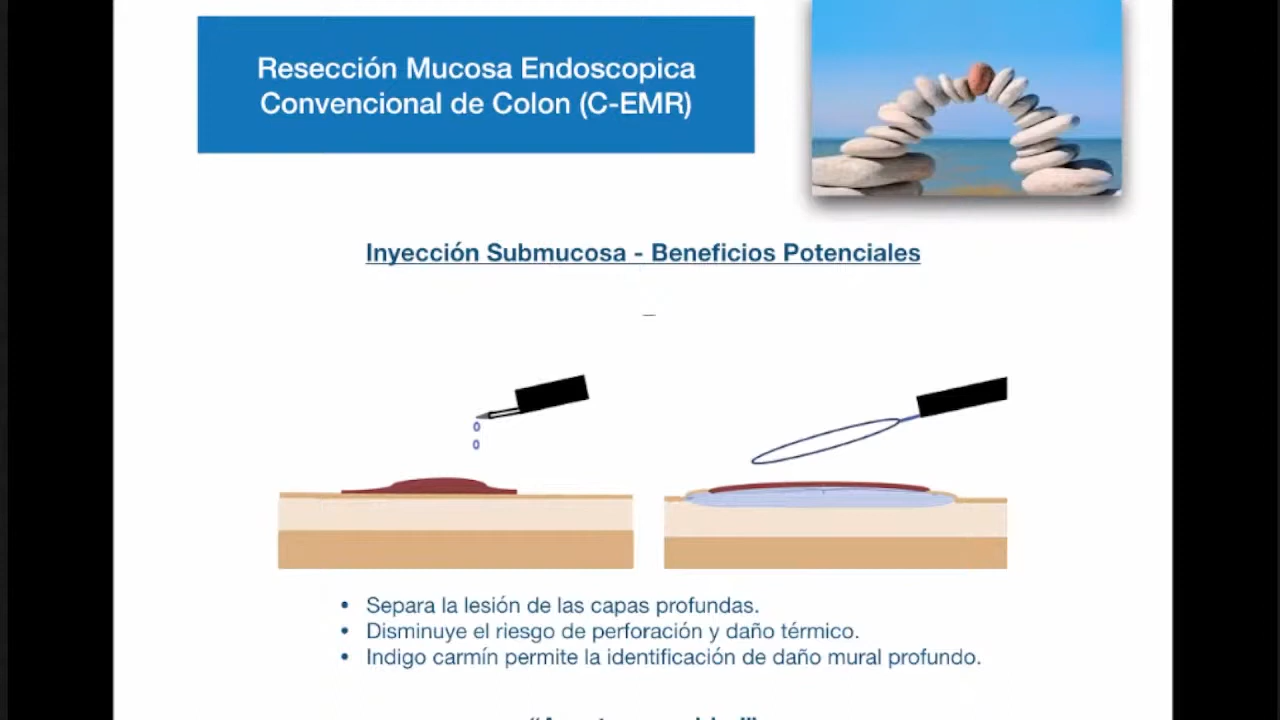 Resección Mucosa Endoscopica
Convencional de Colon (C-EMR)
Inyección Submucosa - Beneficios Potenciales
• Separa la lesión de las capas profundas.
• Disminuye el riesgo de perforación y daño térmico.
• Indigo carmín permite la identificación de daño mural profundo.